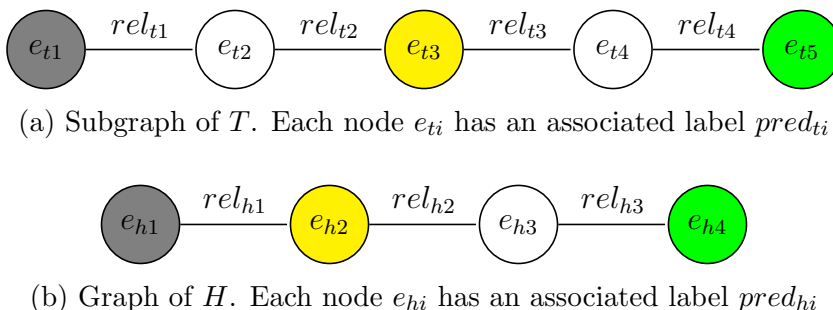 rel_{t1} rel_{t2} rel_{t3} rel_{t4}
e_{t1} e_{t2} e_{t3} e_{t4} e_{t5}
(a) Subgraph of T. Each node e_{ti} has an associated label pred_{ti}
rel_{h1} rel_{h2} rel_{h3}
e_{h1} e_{h2} e_{h3} e_{h4}
(b) Graph of H. Each node e_{hi} has an associated label pred_{hi}